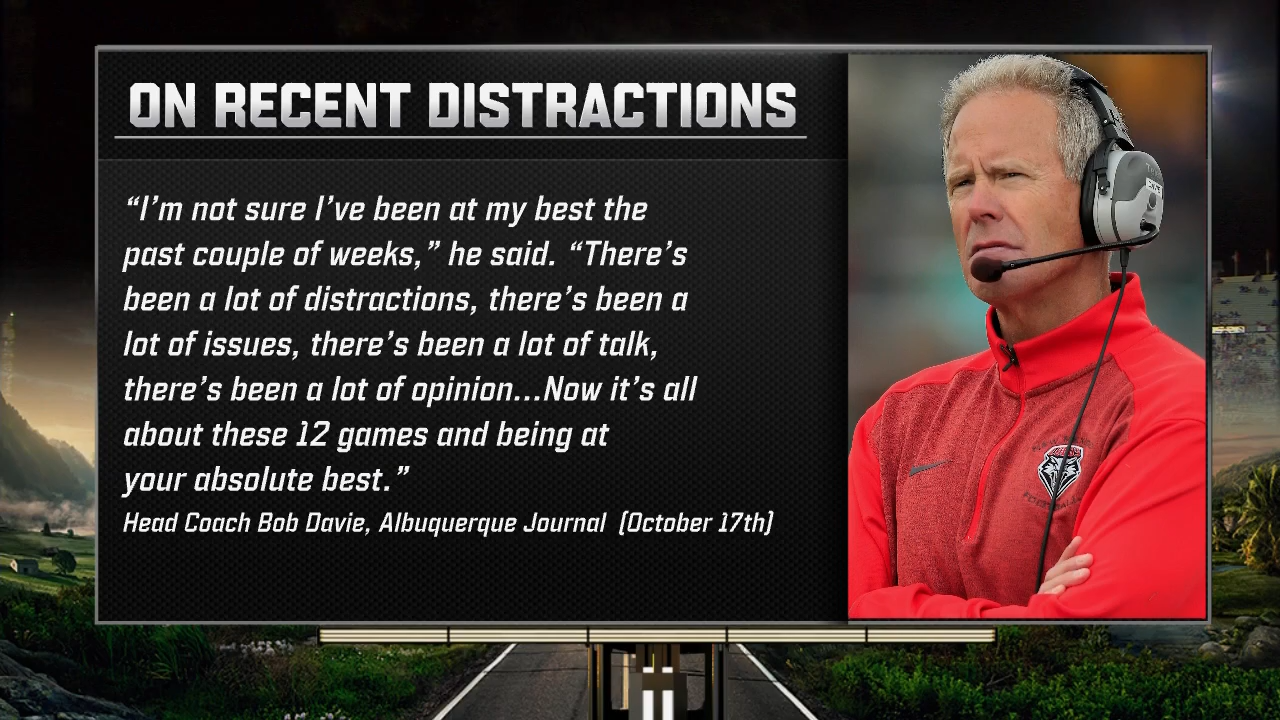 ON RECENT DISTRACTIONS
“I’m not sure I’ve been at my best the
past couple of weeks,” he said. “There’s
been a lot of distractions, there’s been a
lot of issues, there’s been a lot of talk,
there’s been a lot of opinion...Now it’s all
about these 12 games and being at
your absolute best.”
Head Coach Bob Davie, Albuquerque Journal (October 17th)